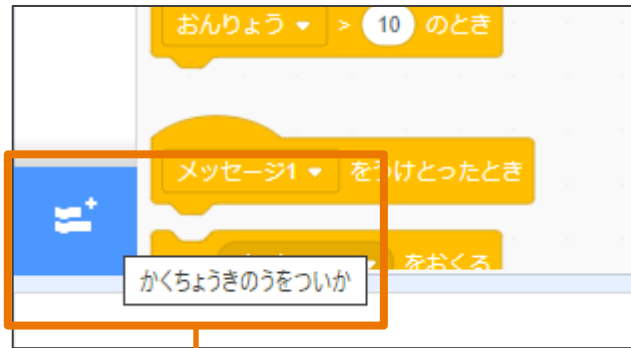 おんりょう > 10 のとき
メッセージ1 をうけとったとき
をおくる
かくちょうきのうをついか